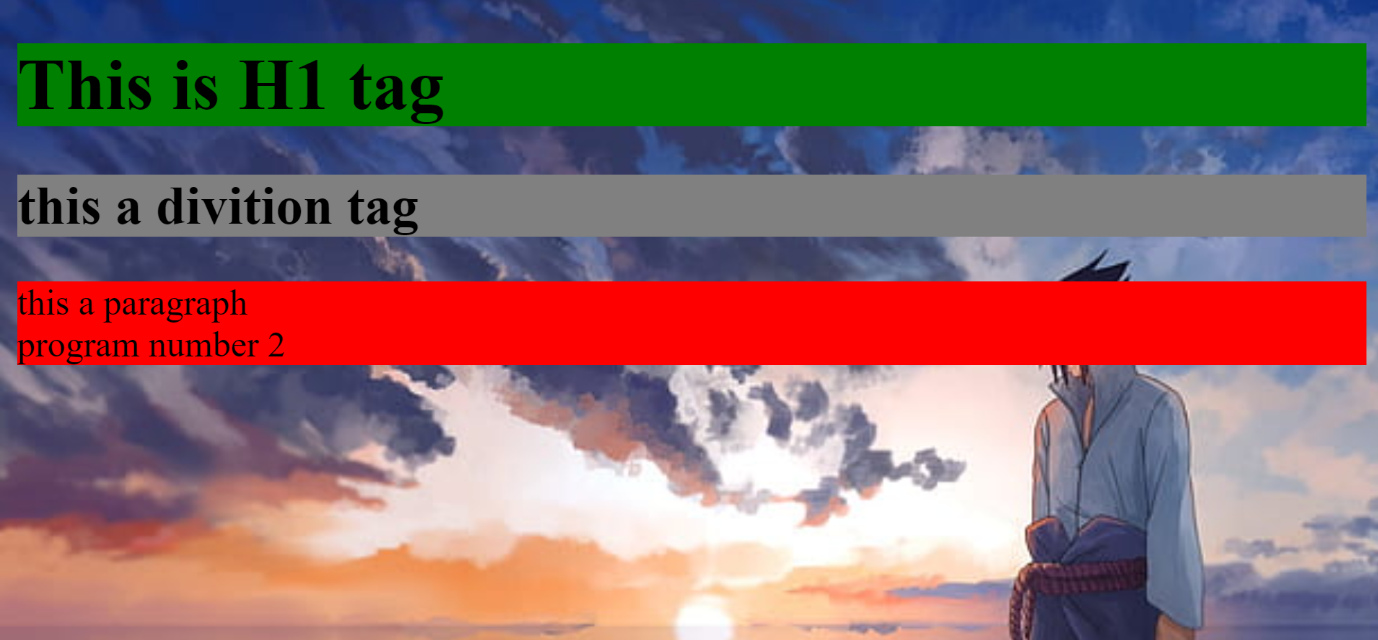 This is H1 tag
this a divition tag
this a paragraph
program number 2